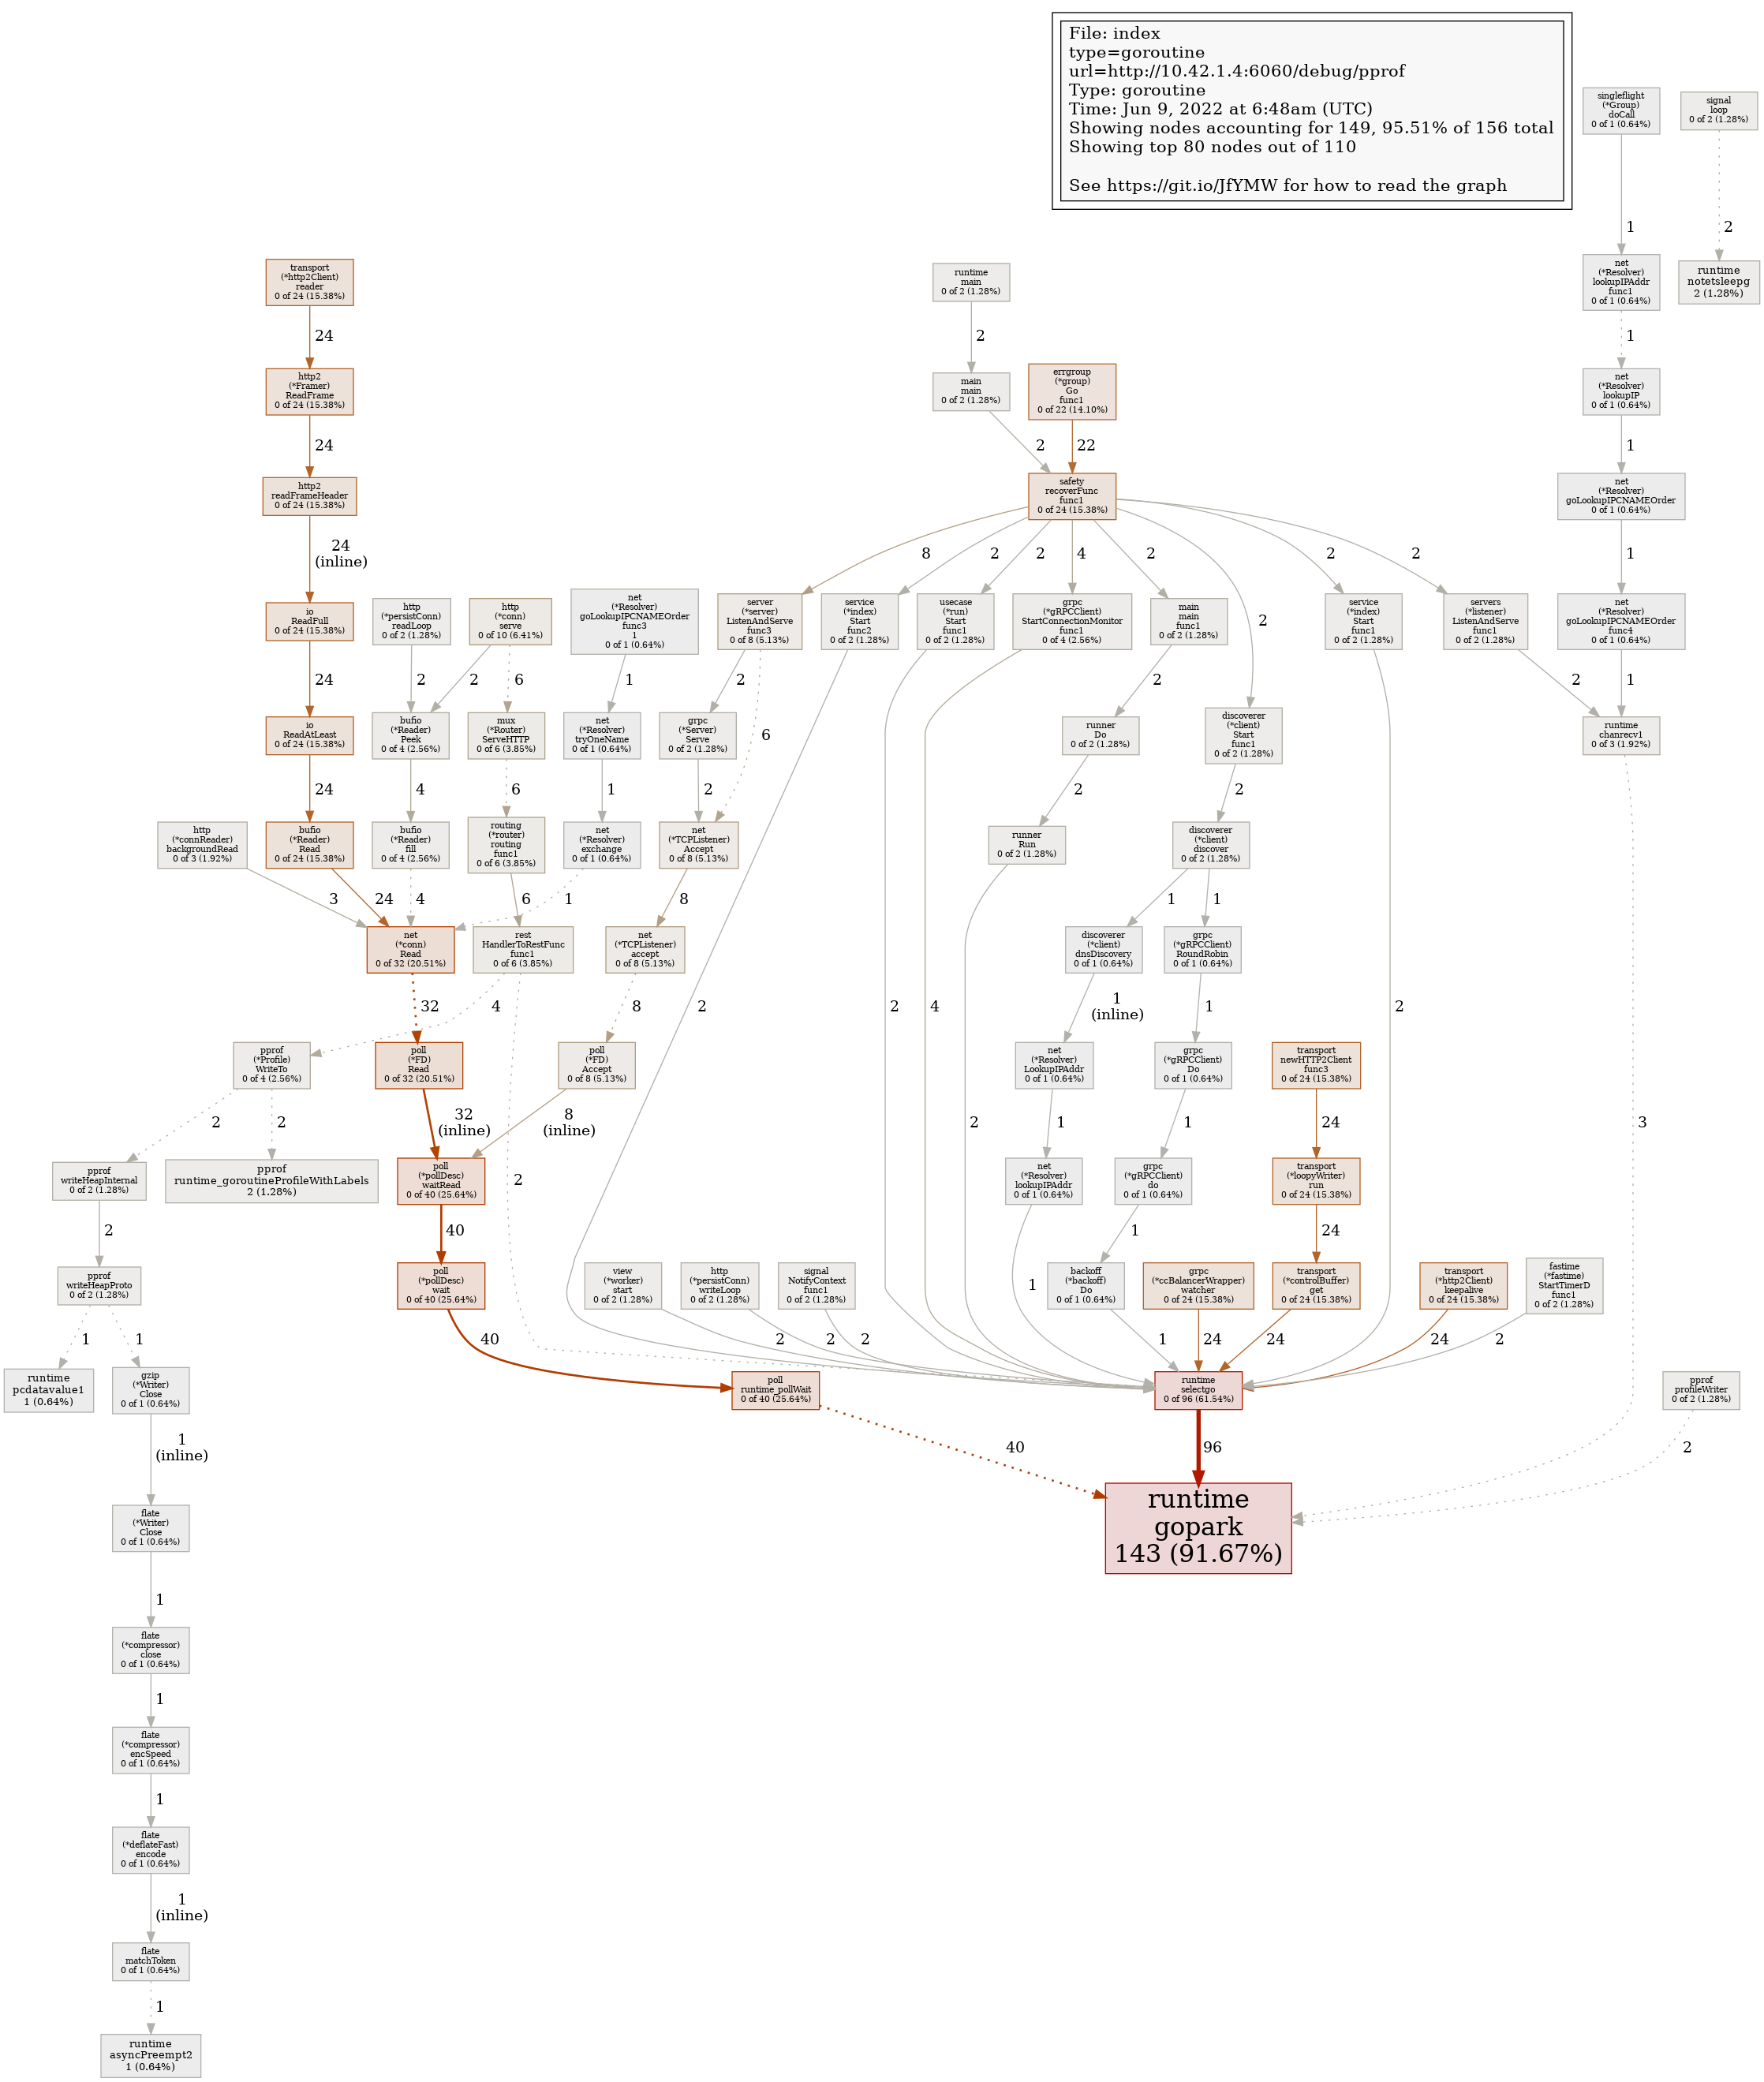 File: index
type=goroutine
url=http://10.42.1.4:6060/debug/pprof
Type: goroutine
Time: Jun 9, 2022 at 6:48am (UTC)
Showing nodes accounting for 149, 95.51% of 156 total
Showing top 80 nodes out of 110
See https://git.io/JfYMW for how to read the graph
singleflight
(*Group)
doCall
0 of 1 (0.64%)
signal
loop
0 of 2 (1.28%)
1
2
transport
(*http2Client)
reader
0 of 24 (15.38%)
runtime
main
0 of 2 (1.28%)
net
(*Resolver)
lookupIPAddr
func1
0 of 1 (0.64%)
runtime
notetsleepg
2 (1.28%)
24
2
1
http2
(*Framer)
ReadFrame
0 of 24 (15.38%)
main
main
0 of 2 (1.28%)
errgroup
(*group)
Go
func1
0 of 22 (14.10%)
net
(*Resolver)
lookupIP
0 of 1 (0.64%)
24
2
22
1
http2
readFrameHeader
0 of 24 (15.38%)
safety
recoverFunc
func1
0 of 24 (15.38%)
net
(*Resolver)
goLookupIPCNAMEOrder
0 of 1 (0.64%)
24
(inline)
8
2
2
4
2
2
2
2
1
io
ReadFull
0 of 24 (15.38%)
http
(*persistConn)
readLoop
0 of 2 (1.28%)
http
(*conn)
serve
0 of 10 (6.41%)
net
(*Resolver)
goLookupIPCNAMEOrder
func3
1
0 of 1 (0.64%)
server
(*server)
ListenAndServe
func3
0 of 8 (5.13%)
service
(*index)
Start
func2
0 of 2 (1.28%)
usecase
(*run)
Start
func1
0 of 2 (1.28%)
grpc
(*gRPCClient)
StartConnectionMonitor
func1
0 of 4 (2.56%)
main
main
func1
0 of 2 (1.28%)
service
(*index)
Start
func1
0 of 2 (1.28%)
servers
(*listener)
ListenAndServe
func1
0 of 2 (1.28%)
net
(*Resolver)
goLookupIPCNAMEOrder
func4
0 of 1 (0.64%)
24
2
2
6
1
2
6
2
2
1
io
ReadAtLeast
0 of 24 (15.38%)
bufio
(*Reader)
Peek
0 of 4 (2.56%)
mux
(*Router)
ServeHTTP
0 of 6 (3.85%)
net
(*Resolver)
tryOneName
0 of 1 (0.64%)
grpc
(*Server)
Serve
0 of 2 (1.28%)
runner
Do
0 of 2 (1.28%)
discoverer
(*client)
Start
func1
0 of 2 (1.28%)
runtime
chanrecv1
0 of 3 (1.92%)
24
4
6
1
2
2
2
http
(*connReader)
backgroundRead
0 of 3 (1.92%)
bufio
(*Reader)
Read
0 of 24 (15.38%)
bufio
(*Reader)
fill
0 of 4 (2.56%)
routing
(*router)
routing
func1
0 of 6 (3.85%)
net
(*Resolver)
exchange
0 of 1 (0.64%)
net
(*TCPListener)
Accept
0 of 8 (5.13%)
runner
Run
0 of 2 (1.28%)
discoverer
(*client)
discover
0 of 2 (1.28%)
3
24
4
6
1
8
1
1
net
(*conn)
Read
0 of 32 (20.51%)
rest
HandlerToRestFunc
func1
0 of 6 (3.85%)
net
(*TCPListener)
accept
0 of 8 (5.13%)
discoverer
(*client)
dnsDiscovery
0 of 1 (0.64%)
grpc
(*gRPCClient)
RoundRobin
0 of 1 (0.64%)
32
4
8
2
2
4
1
(inline)
1
2
pprof
(*Profile)
WriteTo
0 of 4 (2.56%)
poll
(*FD)
Read
0 of 32 (20.51%)
poll
(*FD)
Accept
0 of 8 (5.13%)
net
(*Resolver)
LookupIPAddr
0 of 1 (0.64%)
grpc
(*gRPCClient)
Do
0 of 1 (0.64%)
transport
newHTTP2Client
func3
0 of 24 (15.38%)
2
2
32
(inline)
8
(inline)
2
1
1
24
3
pprof
writeHeapInternal
0 of 2 (1.28%)
pprof
runtime_goroutineProfileWithLabels
2 (1.28%)
poll
(*pollDesc)
waitRead
0 of 40 (25.64%)
2
net
(*Resolver)
lookupIPAddr
0 of 1 (0.64%)
grpc
(*gRPCClient)
do
0 of 1 (0.64%)
transport
(*loopyWriter)
run
0 of 24 (15.38%)
2
40
1
24
pprof
writeHeapProto
0 of 2 (1.28%)
poll
(*pollDesc)
wait
0 of 40 (25.64%)
view
(*worker)
start
0 of 2 (1.28%)
http
(*persistConn)
writeLoop
0 of 2 (1.28%)
signal
NotifyContext
func1
0 of 2 (1.28%)
1
backoff
(*backoff)
Do
0 of 1 (0.64%)
grpc
(*ccBalancerWrapper)
watcher
0 of 24 (15.38%)
transport
(*controlBuffer)
get
0 of 24 (15.38%)
transport
(*http2Client)
keepalive
0 of 24 (15.38%)
fastime
(*fastime)
StartTimerD
func1
0 of 2 (1.28%)
1
1
40
2
2
2
1
24
24
24
2
runtime
pcdatavalue1
1 (0.64%)
gzip
(*Writer)
Close
0 of 1 (0.64%)
poll
runtime_pollWait
0 of 40 (25.64%)
runtime
selectgo
0 of 96 (61.54%)
pprof
profileWriter
0 of 2 (1.28%)
1
(inline)
40
96
2
flate
(*Writer)
Close
0 of 1 (0.64%)
runtime
gopark
143 (91.67%)
1
flate
(*compressor)
close
0 of 1 (0.64%)
1
flate
(*compressor)
encSpeed
0 of 1 (0.64%)
1
flate
(*deflateFast)
encode
0 of 1 (0.64%)
1
(inline)
flate
matchToken
0 of 1 (0.64%)
1
runtime
asyncPreempt2
1 (0.64%)